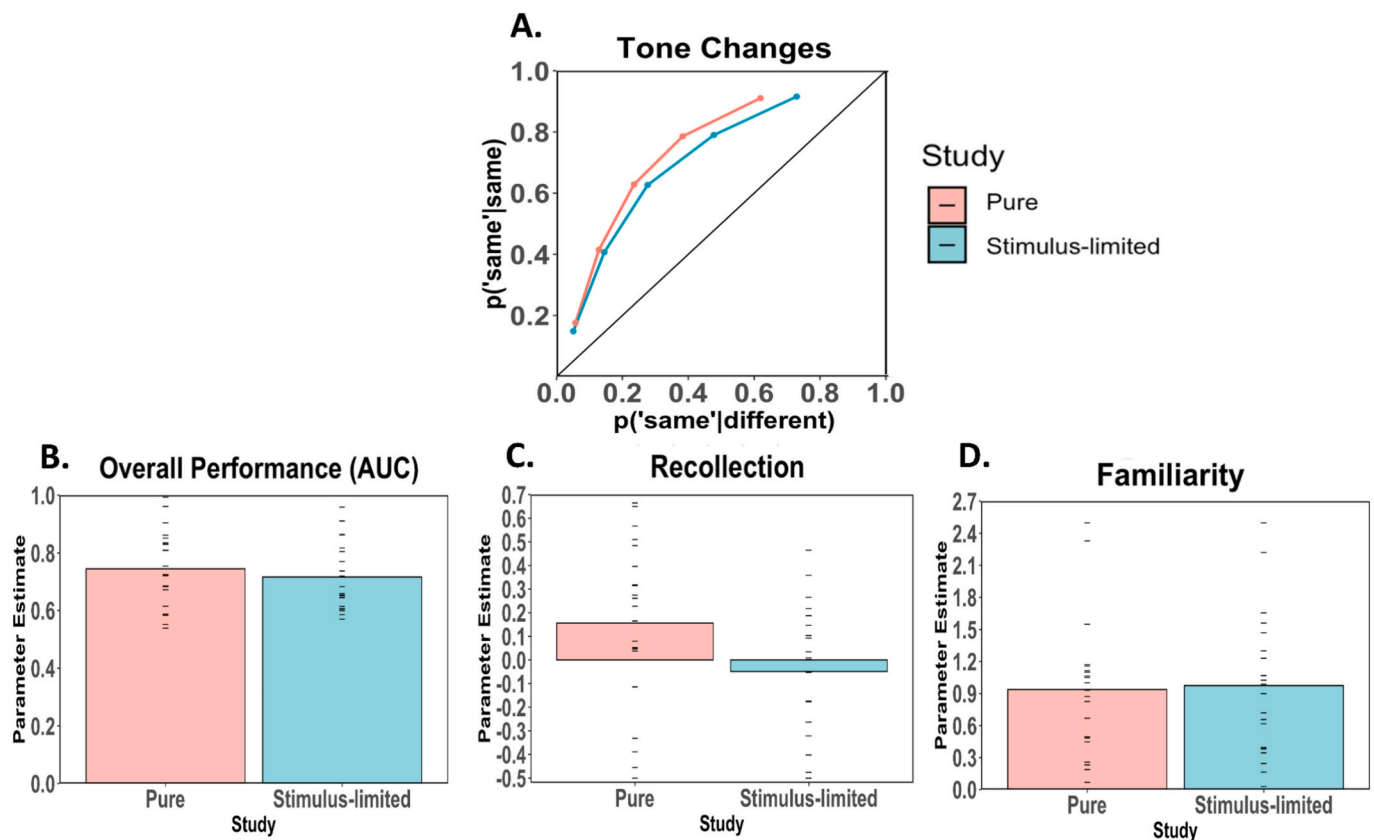 A.
Tone Changes
1.0
0.8
0.6
0.4
0.2
p('same'|same)
0.0 0.2 0.4 0.6 0.8 1.0
p('same'|different)
Study
Pure
Stimulus-limited
B.
Overall Performance (AUC)
1.0
0.8
0.6
0.4
0.2
0.0
Parameter Estimate
Pure Stimulus-limited
Study
C.
Recollection
0.7
0.6
0.5
0.4
0.3
0.2
0.1
0.0
-0.1
-0.2
-0.3
-0.4
-0.5
Parameter Estimate
Pure Stimulus-limited
Study
D.
Familiarity
2.7
2.4
2.1
1.8
1.5
1.2
0.9
0.6
0.3
0.0
Parameter Estimate
Pure Stimulus-limited
Study